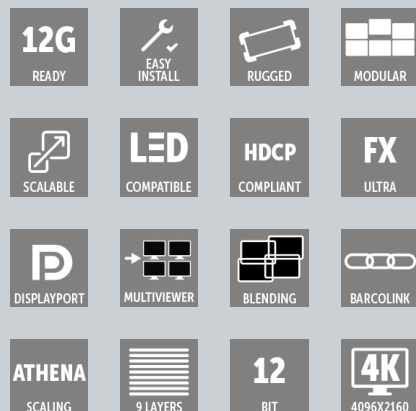 12G
READY
EASY
INSTALL
RUGGED
MODULAR
SCALABLE
LED
COMPATIBLE
HDCP
COMPLIANT
FX
ULTRA
DISPLAYPORT
MULTIVIEWER
BLENDING
BARCOLINK
ATHENA
SCALING
9 LAYERS
12
BIT
4K
4096X2160